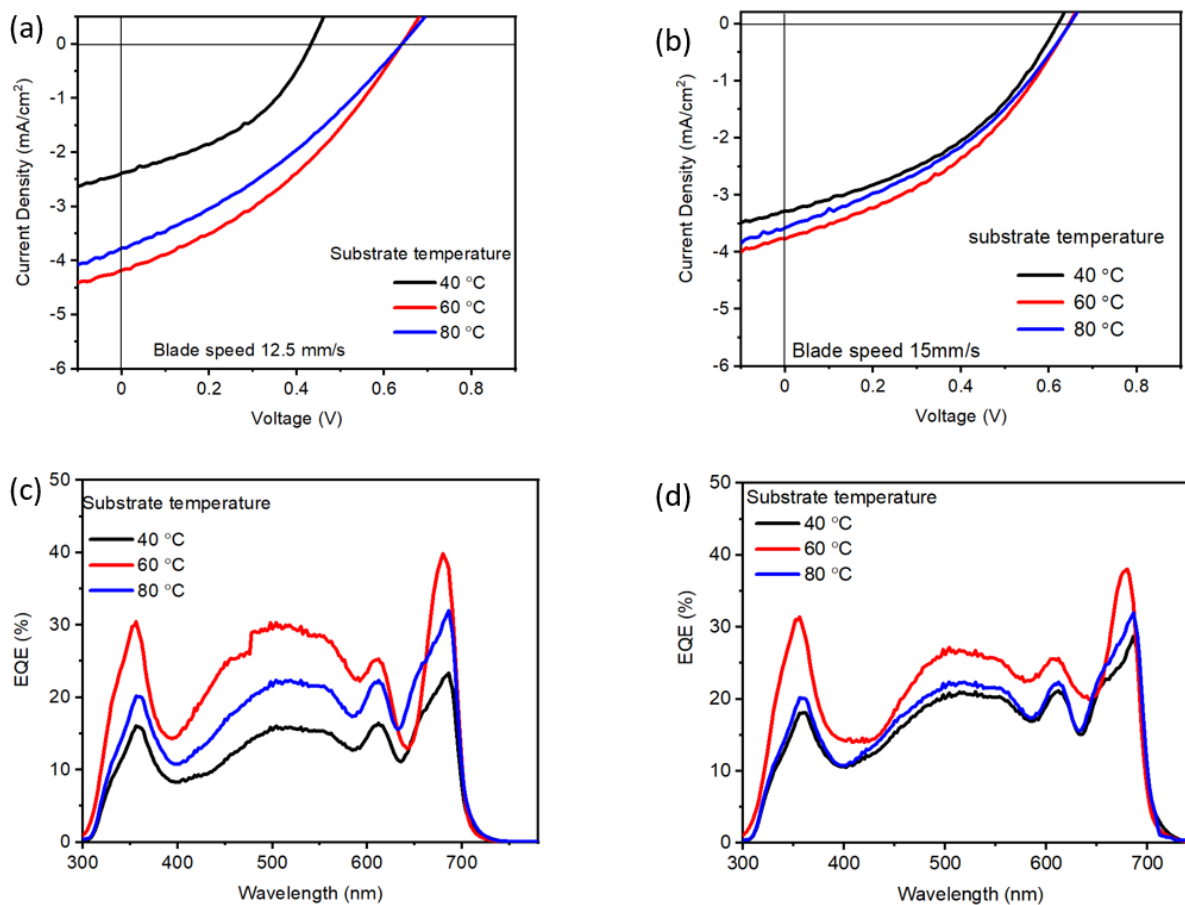 (a)
0
-1
-2
-3
-4
-5
-6
Current Density (mA/cm²)
Substrate temperature
40 °C
60 °C
80 °C
Blade speed 12.5 mm/s
0 0.2 0.4 0.6 0.8
Voltage (V)
(b)
0
-1
-2
-3
-4
-5
-6
Current Density (mA/cm²)
substrate temperature
40 °C
60 °C
80 °C
Blade speed 15mm/s
0 0.2 0.4 0.6 0.8
Voltage (V)
(c)
50
40
30
20
10
0
EQE (%)
Substrate temperature
40 °C
60 °C
80 °C
300 400 500 600 700
Wavelength (nm)
(d)
50
40
30
20
10
0
EQE (%)
Substrate temperature
40 °C
60 °C
80 °C
300 400 500 600 700
Wavelength (nm)